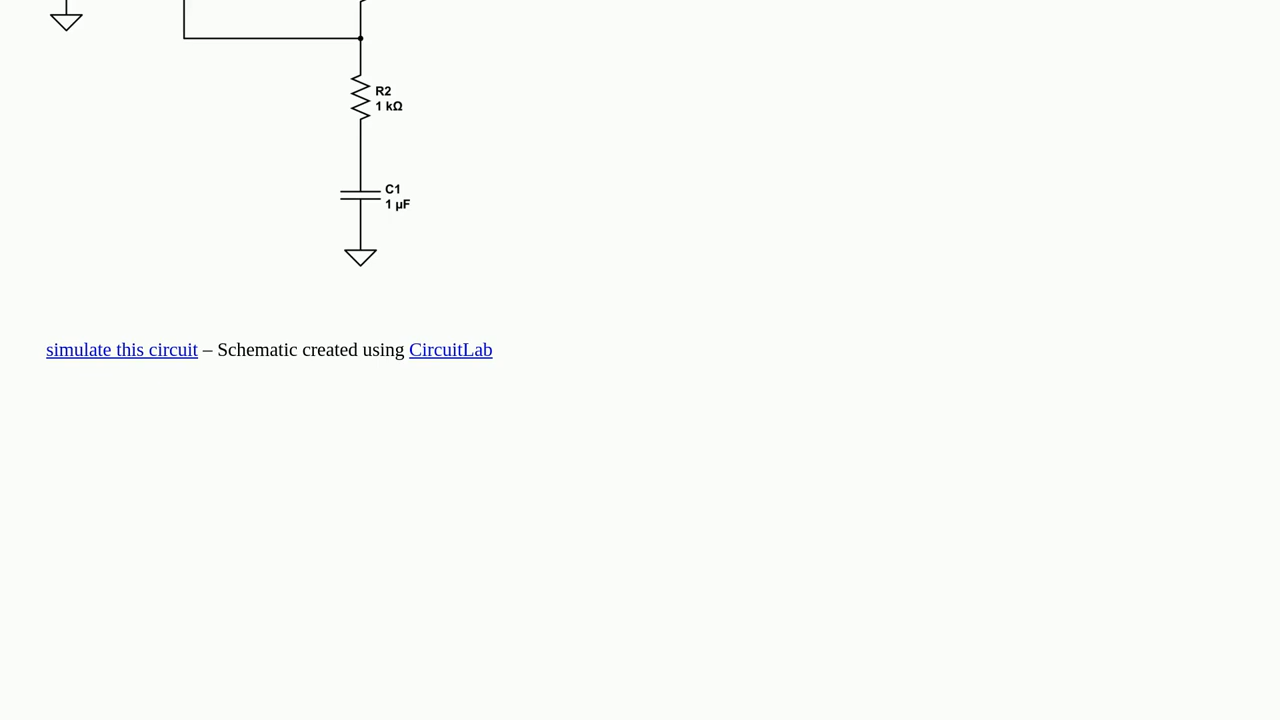 R2
1 kΩ
C1
1 µF
simulate this circuit – Schematic created using CircuitLab